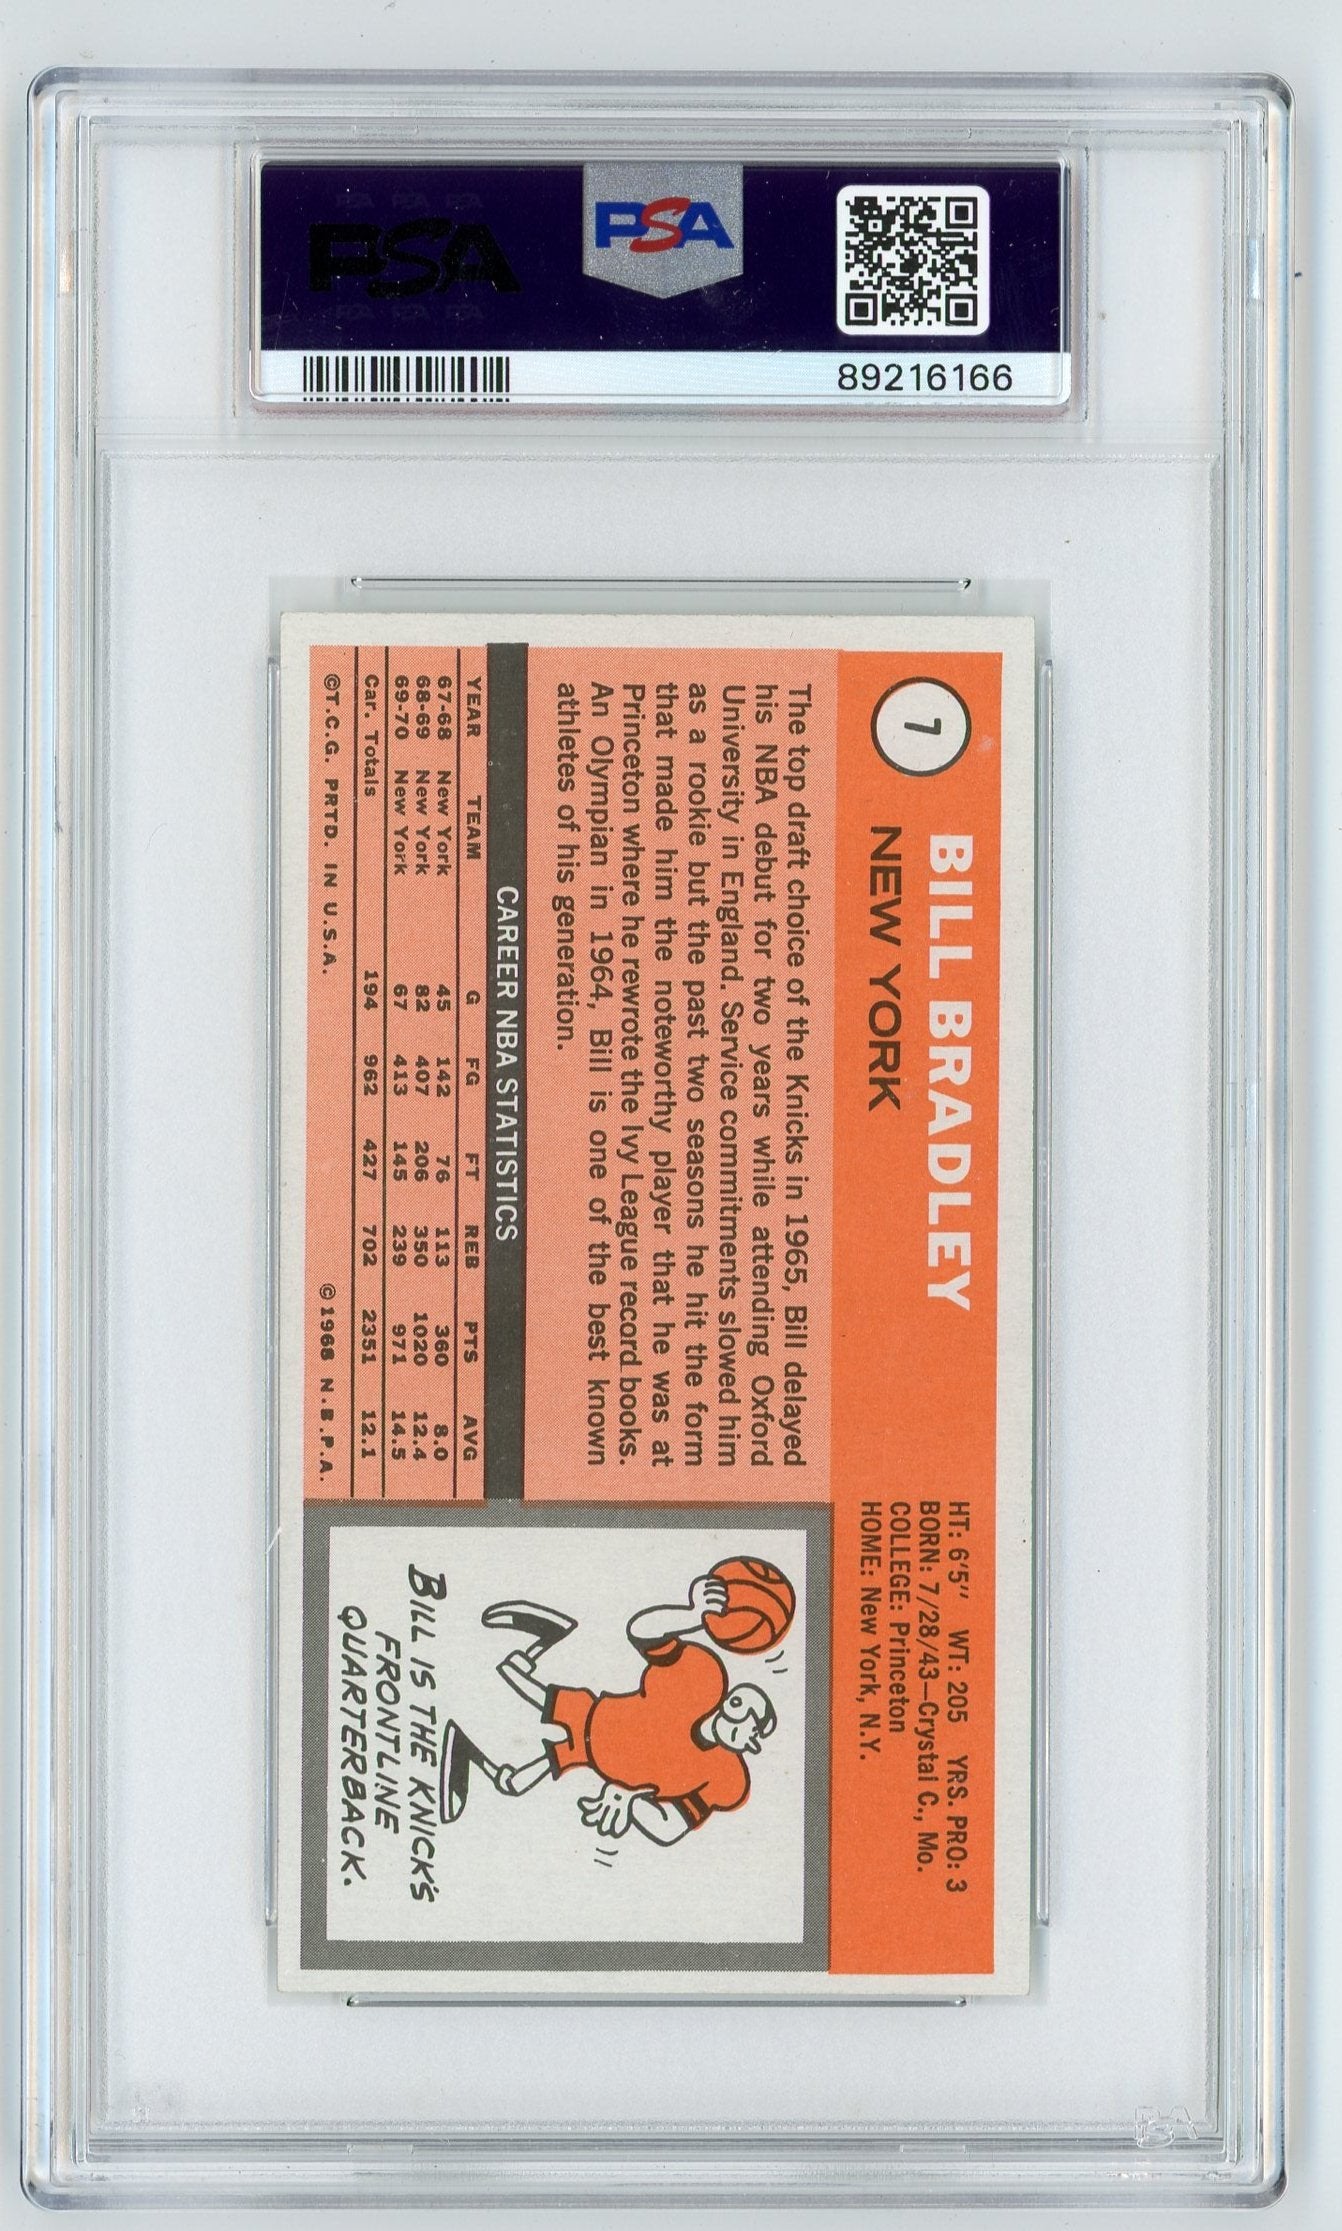 PSA
PSA
89216166
7
BILL BRADLEY
NEW YORK
HT: 6'5" WT: 205 YRS. PRO: 3
BORN: 7/28/43—Crystal C., Mo.
COLLEGE: Princeton
HOME: New York, N.Y.
The top draft choice of the Knicks in 1965, Bill delayed
his NBA debut for two years while attending Oxford
University in England. Service commitments slowed him
as a rookie but the past two seasons he hit the form
that made him the noteworthy player that he was at
Princeton where he rewrote the Ivy League record books.
An Olympian in 1964, Bill is one of the best known
athletes of his generation.
CAREER NBA STATISTICS
YEAR TEAM G FG FT REB PTS AVG
67-68 New York 45 142 76 113 360 8.0
68-69 New York 82 407 206 350 1020 12.4
69-70 New York 67 413 145 239 971 14.5
Car. Totals 194 962 427 702 2351 12.1
©T.C.G. PRTD. IN U.S.A. ©1968 N.B.P.A.
BILL IS THE KNICK'S
FRONTLINE
QUARTERBACK.
PSA